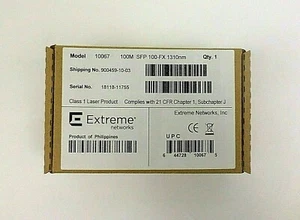 Model 10067 100M SFP 100-FX 1310nm Qty. 1
Shipping No. 900459-10-03
Serial No. 18118-11755
Class 1 Laser Product Complies with 21 CFR Chapter 1, Subchapter J
Extreme networks Extreme Networks, Inc
Product of Philippines
UPC
6 44728 10067 5